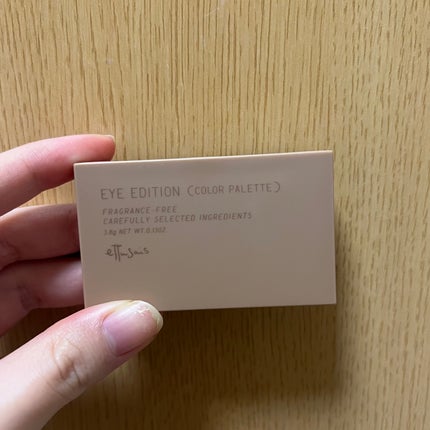 EYE EDITION (COLOR PALETTE)
FRAGRANCE-FREE
CAREFULLY SELECTED INGREDIENTS
3.8g NET WT. 0.13OZ.
ettusais